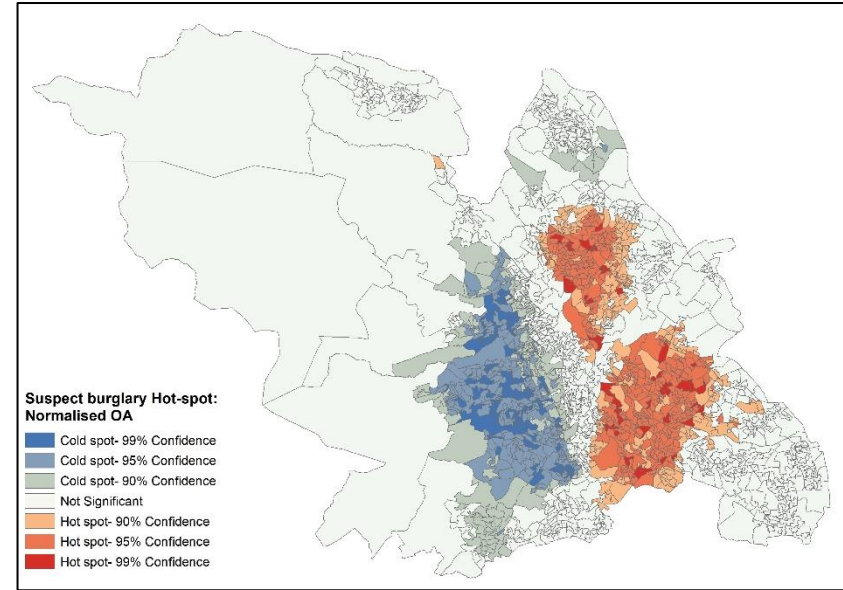 Suspect burglary Hot-spot:
Normalised OA
Cold spot- 99% Confidence
Cold spot- 95% Confidence
Cold spot- 90% Confidence
Not Significant
Hot spot- 90% Confidence
Hot spot- 95% Confidence
Hot spot- 99% Confidence